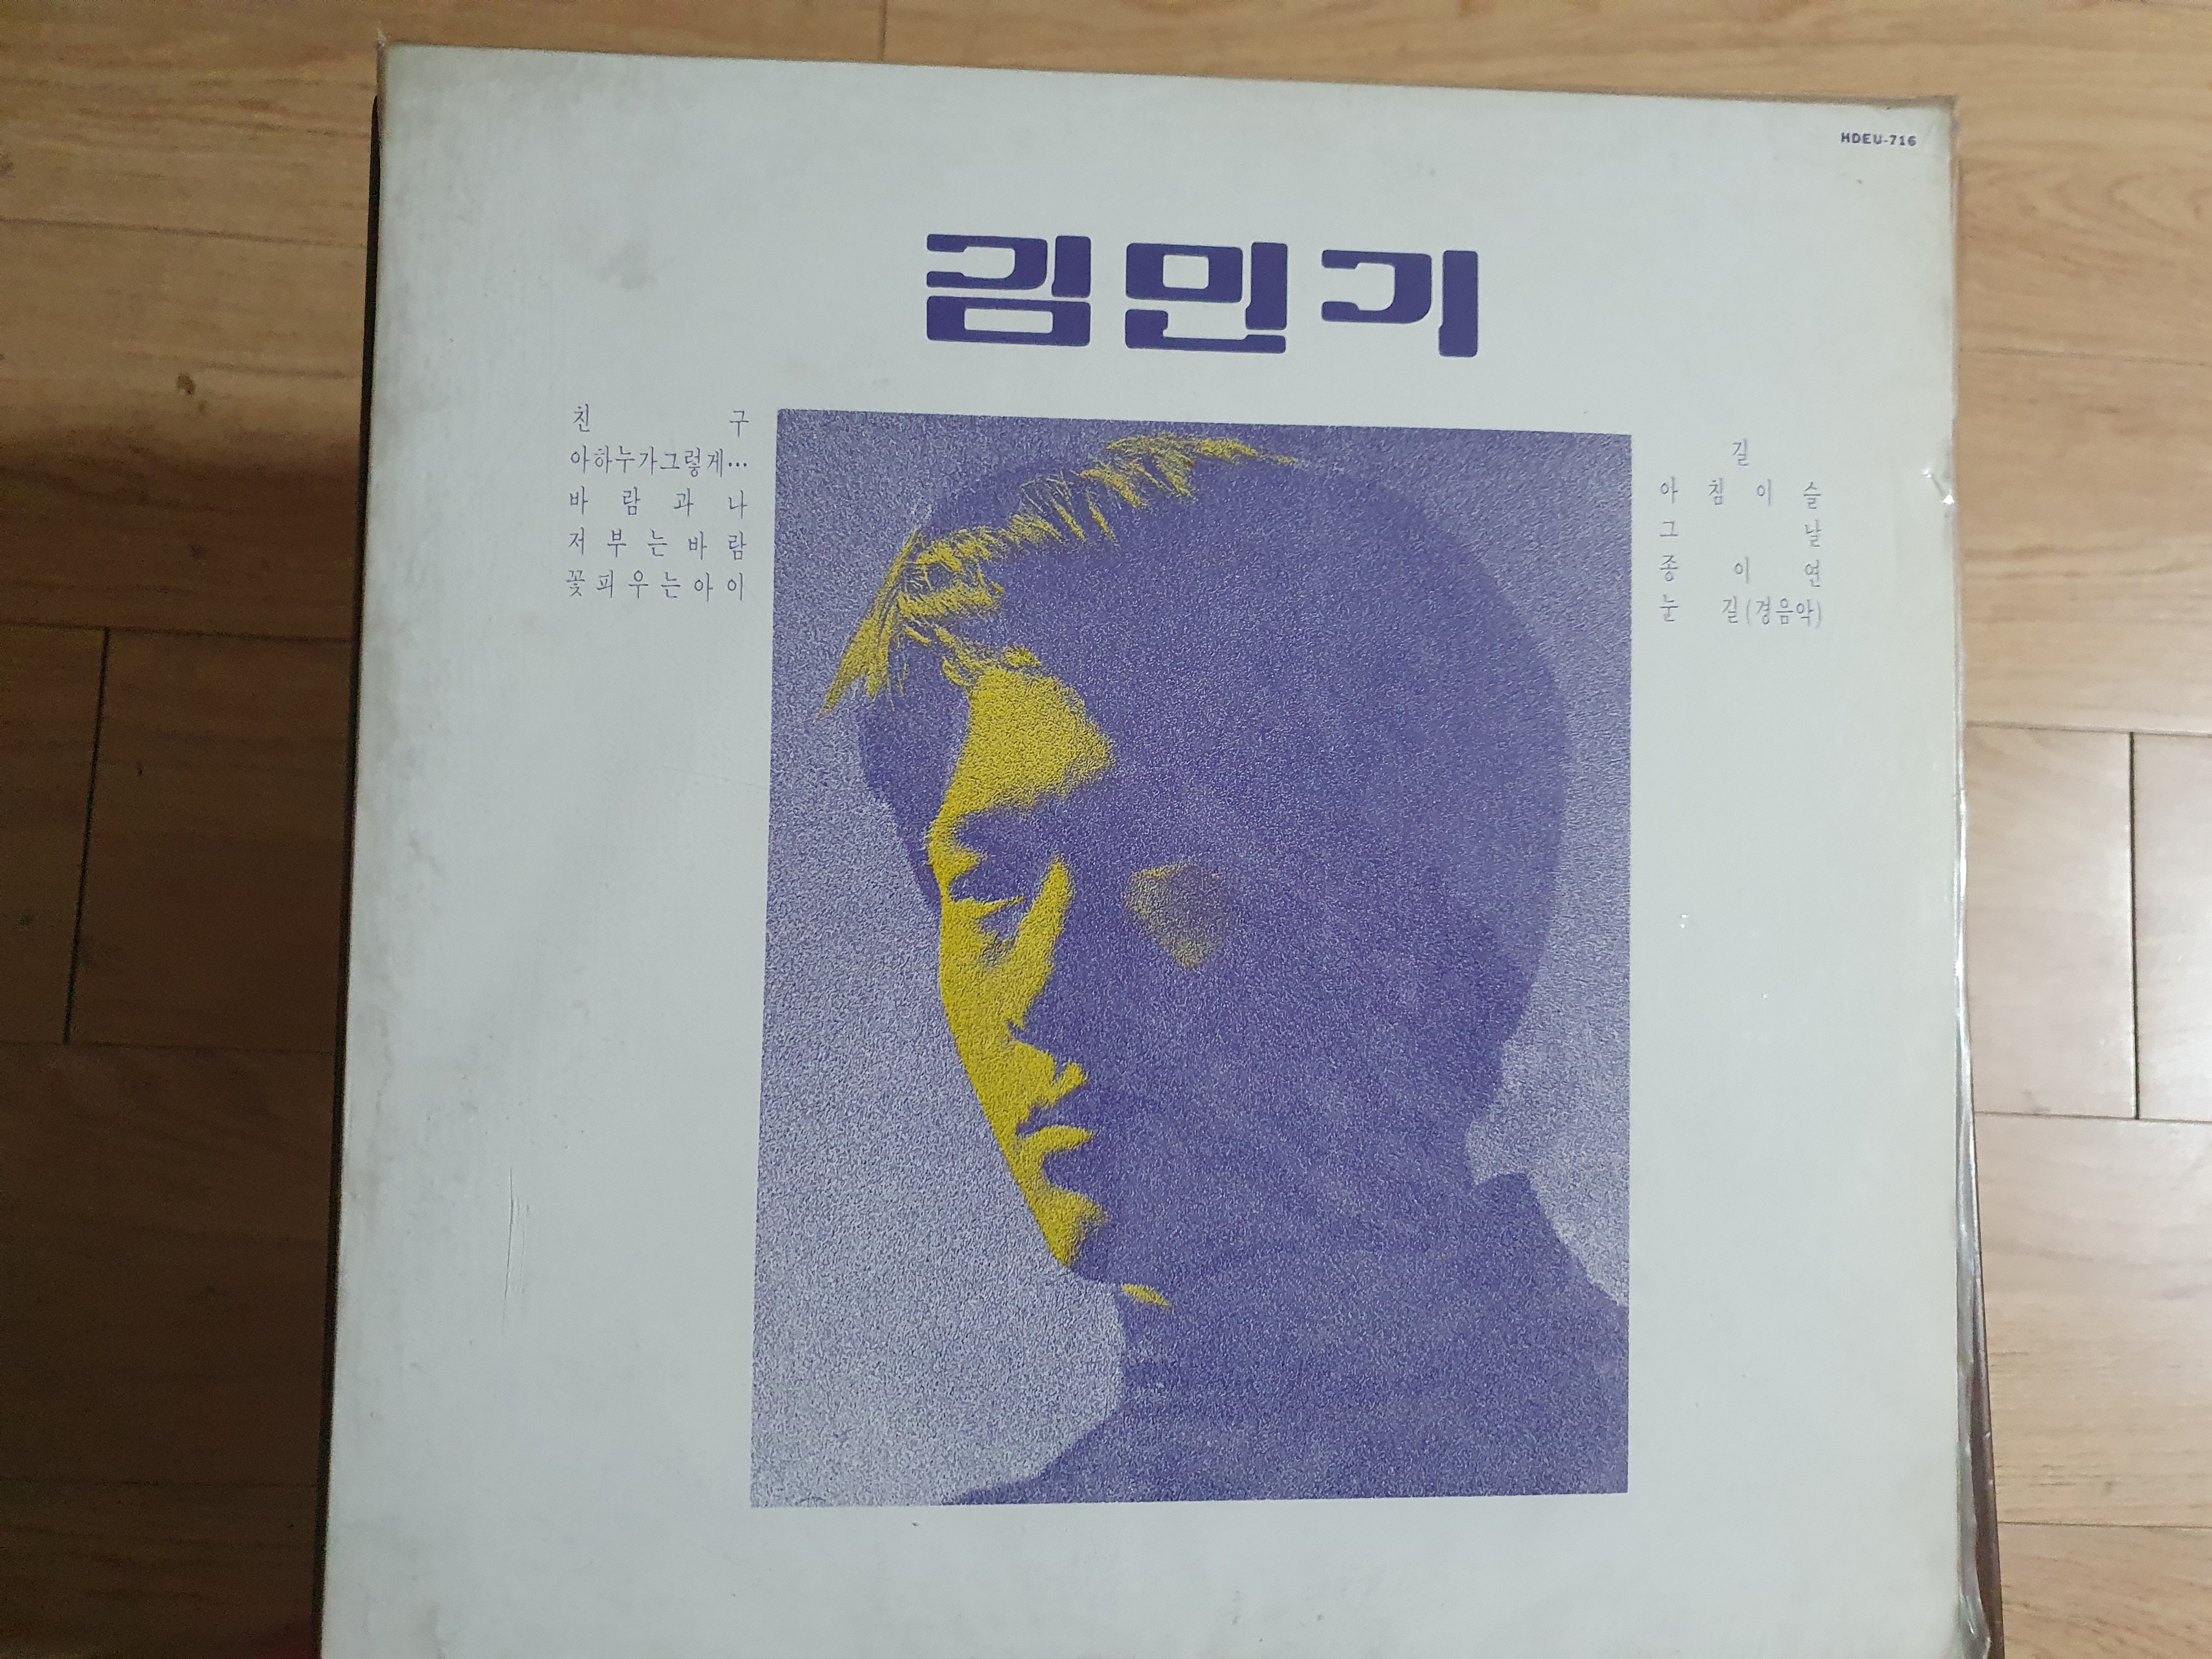 HDEU-716
김민기
친구
아하누가그렇게…
바람과나
저부는바람
꽃피우는아이
길
아침이슬
그날
종이연
눈길(경음악)